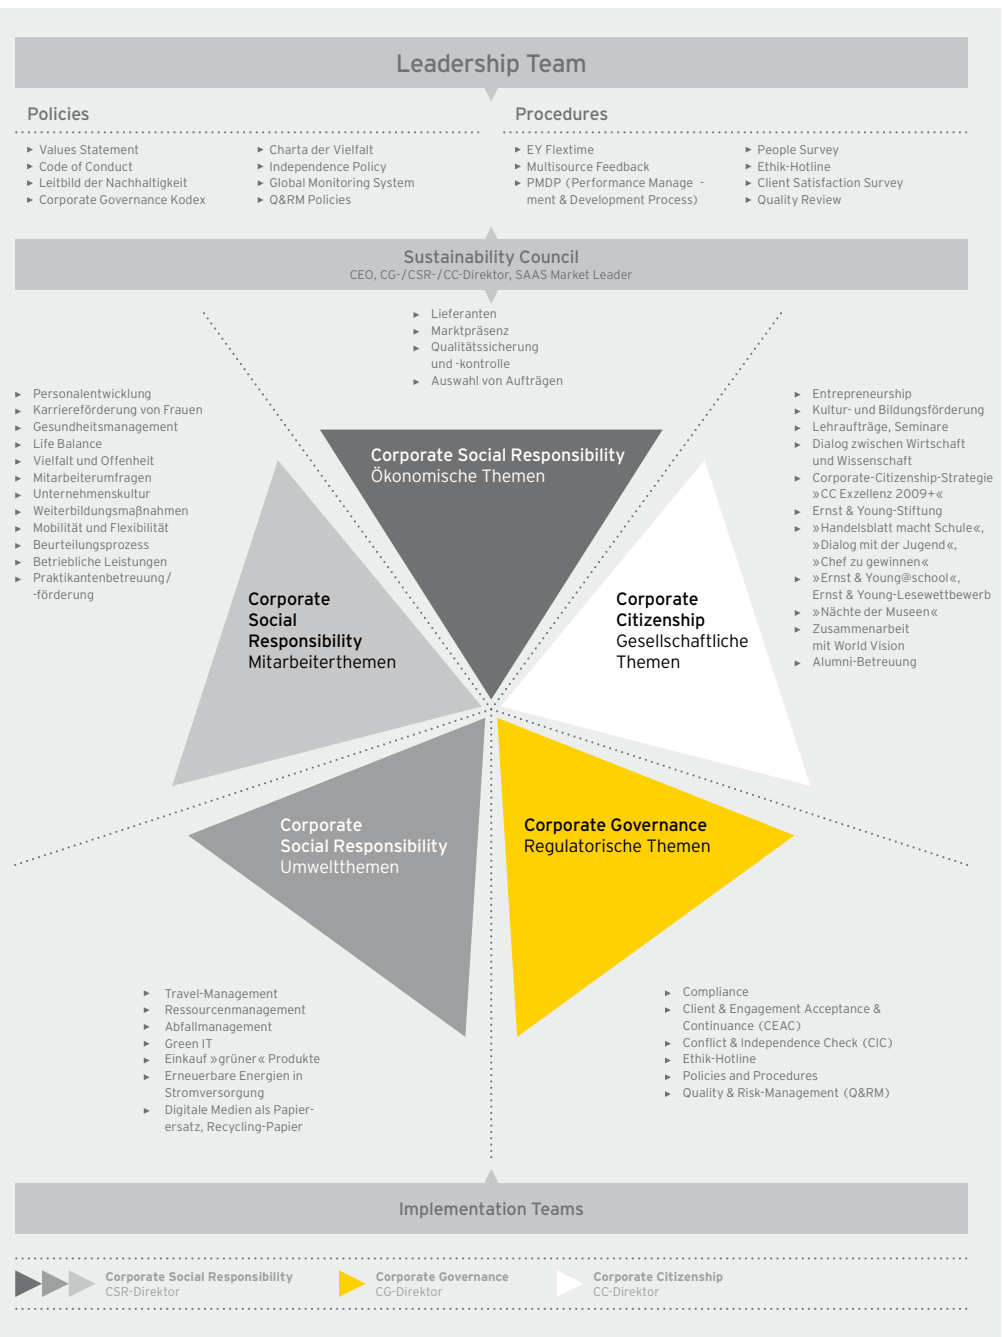 Leadership Team
Policies
► Values Statement
► Code of Conduct
► Leitbild der Nachhaltigkeit
► Corporate Governance Kodex
► Charta der Vielfalt
► Independence Policy
► Global Monitoring System
► Q&RM Policies
Procedures
► EY Flextime
► Multisource Feedback
► PMDP (Performance Manage -
ment & Development Process)
► People Survey
► Ethik-Hotline
► Client Satisfaction Survey
► Quality Review
Sustainability Council
CEO, CG-/CSR-/CC-Direktor, SAAS Market Leader
► Lieferanten
► Marktpräsenz
► Qualitätssicherung
und -kontrolle
► Auswahl von Aufträgen
► Personalentwicklung
► Karriereförderung von Frauen
► Gesundheitsmanagement
► Life Balance
► Vielfalt und Offenheit
► Mitarbeiterumfragen
► Unternehmenskultur
► Weiterbildungsmaßnahmen
► Mobilität und Flexibilität
► Beurteilungsprozess
► Betriebliche Leistungen
► Praktikantenbetreuung/
-förderung
► Entrepreneurship
► Kultur- und Bildungsförderung
► Lehraufträge, Seminare
► Dialog zwischen Wirtschaft
und Wissenschaft
► Corporate-Citizenship-Strategie
»CC Exzellenz 2009+«
► Ernst & Young-Stiftung
► »Handelsblatt macht Schule«,
»Dialog mit der Jugend«,
»Chef zu gewinnen«
► »Ernst & Young@school«,
Ernst & Young-Lesewettbewerb
► »Nächte der Museen«
► Zusammenarbeit
mit World Vision
► Alumni-Betreuung
Corporate Social Responsibility
Ökonomische Themen
Corporate
Social
Responsibility
Mitarbeiterthemen
Corporate
Citizenship
Gesellschaftliche
Themen
Corporate
Social Responsibility
Umweltthemen
Corporate Governance
Regulatorische Themen
► Travel-Management
► Ressourcenmanagement
► Abfallmanagement
► Green IT
► Einkauf »grüner« Produkte
► Erneuerbare Energien in
Stromversorgung
► Digitale Medien als Papier-
ersatz, Recycling-Papier
► Compliance
► Client & Engagement Acceptance &
Continuance (CEAC)
► Conflict & Independence Check (CIC)
► Ethik-Hotline
► Policies and Procedures
► Quality & Risk-Management (Q&RM)
Implementation Teams
Corporate Social Responsibility
CSR-Direktor
Corporate Governance
CG-Direktor
Corporate Citizenship
CC-Direktor